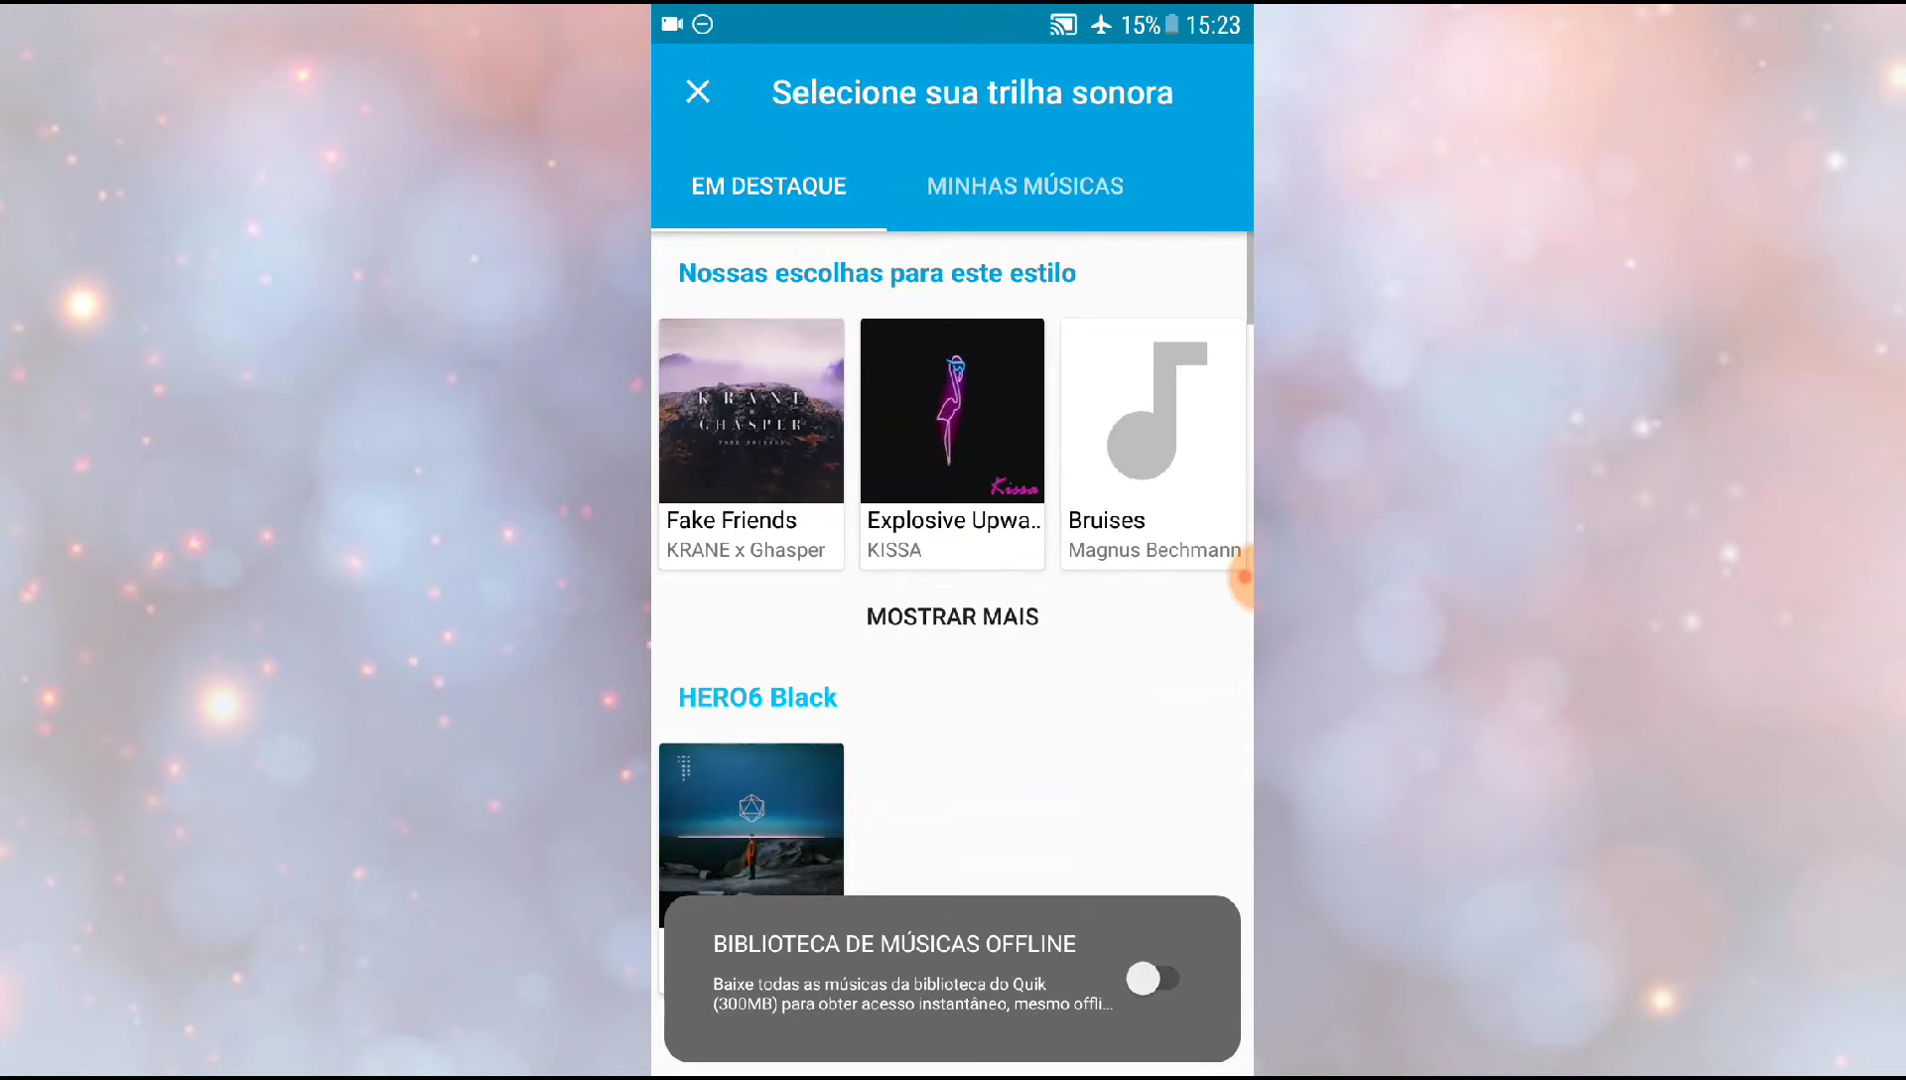 15% 15:23
Selecione sua trilha sonora
EM DESTAQUE
MINHAS MÚSICAS
Nossas escolhas para este estilo
KRANE
x
GHASPER
FAKE FRIENDS
Kissa
Fake Friends
KRANE x Ghasper
Explosive Upwa..
KISSA
Bruises
Magnus Bechmann
MOSTRAR MAIS
HERO6 Black
BIBLIOTECA DE MÚSICAS OFFLINE
Baixe todas as músicas da biblioteca do Quik
(300MB) para obter acesso instantâneo, mesmo offli...